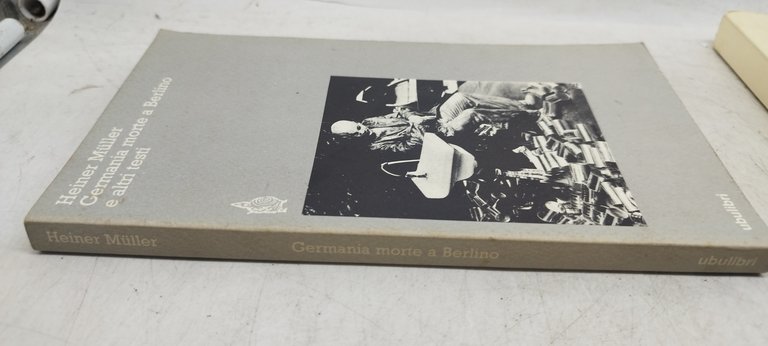 Heiner Müller
Germania morte a Berlino
e altri testi
ubulibri
Heiner Müller
Germania morte a Berlino
ubulibri